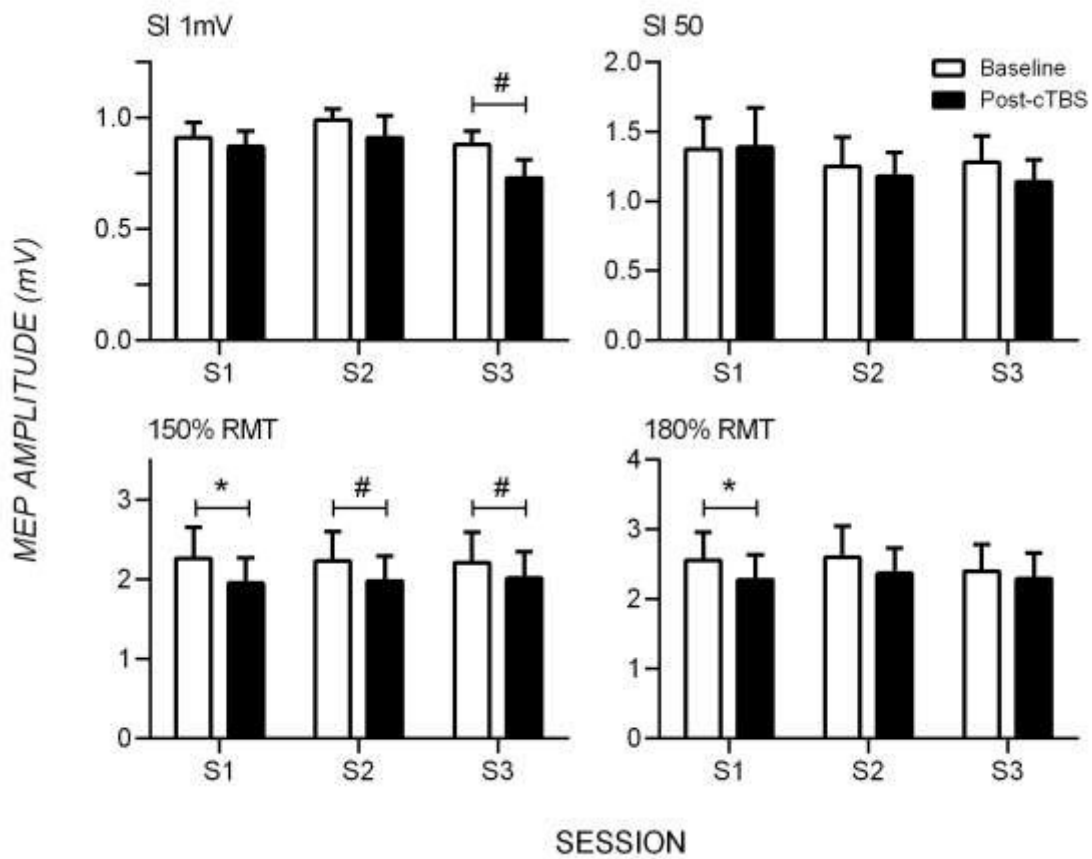 SI 1mV
SI 50
Baseline
Post-cTBS
#
1.0
0.5
0.0
S1
S2
S3
2.0
1.5
1.0
0.5
0.0
S1
S2
S3
MEP AMPLITUDE (mV)
150% RMT
180% RMT
*
#
#
3
2
1
0
S1
S2
S3
*
4
3
2
1
0
S1
S2
S3
SESSION